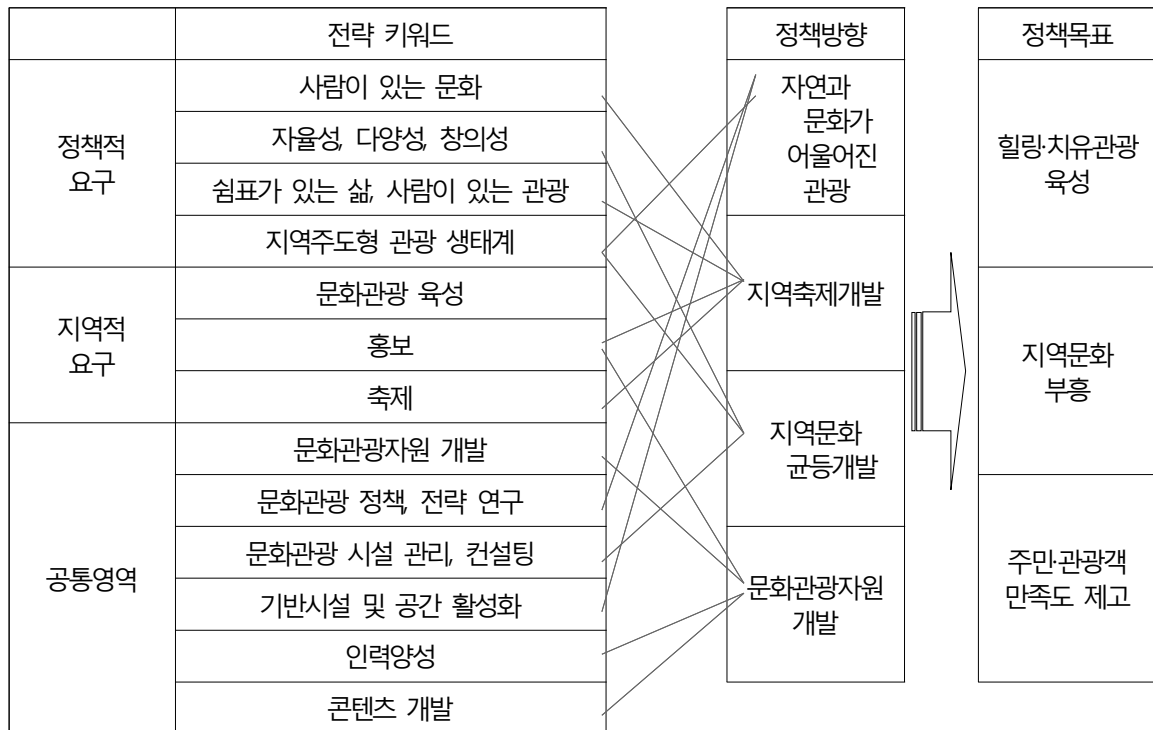 전략 키워드
정책방향
정책목표
정책적
요구
사람이 있는 문화
자율성, 다양성, 창의성
쉼표가 있는 삶, 사람이 있는 관광
지역주도형 관광 생태계
지역적
요구
문화관광 육성
홍보
축제
공통영역
문화관광자원 개발
문화관광 정책, 전략 연구
문화관광 시설 관리, 컨설팅
기반시설 및 공간 활성화
인력양성
콘텐츠 개발
자연과
문화가
어울어진
관광
지역축제개발
지역문화
균등개발
문화관광자원
개발
힐링·치유관광
육성
지역문화
부흥
주민·관광객
만족도 제고